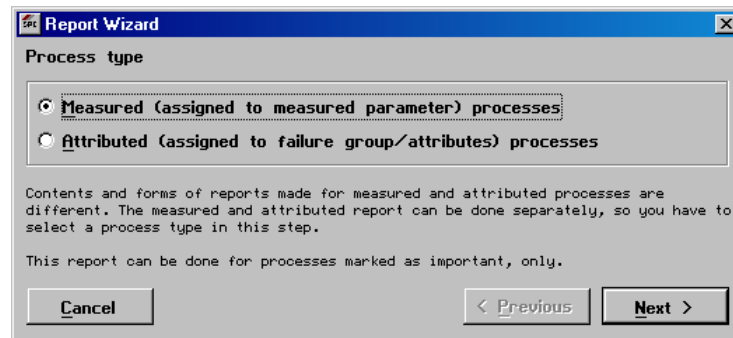 SPC Report Wizard
Process type
Measured (assigned to measured parameter) processes
Attributed (assigned to failure group/attributes) processes
Contents and forms of reports made for measured and attributed processes are
different. The measured and attributed report can be done separately, so you have to
select a process type in this step.
This report can be done for processes marked as important, only.
Cancel
< Previous
Next >